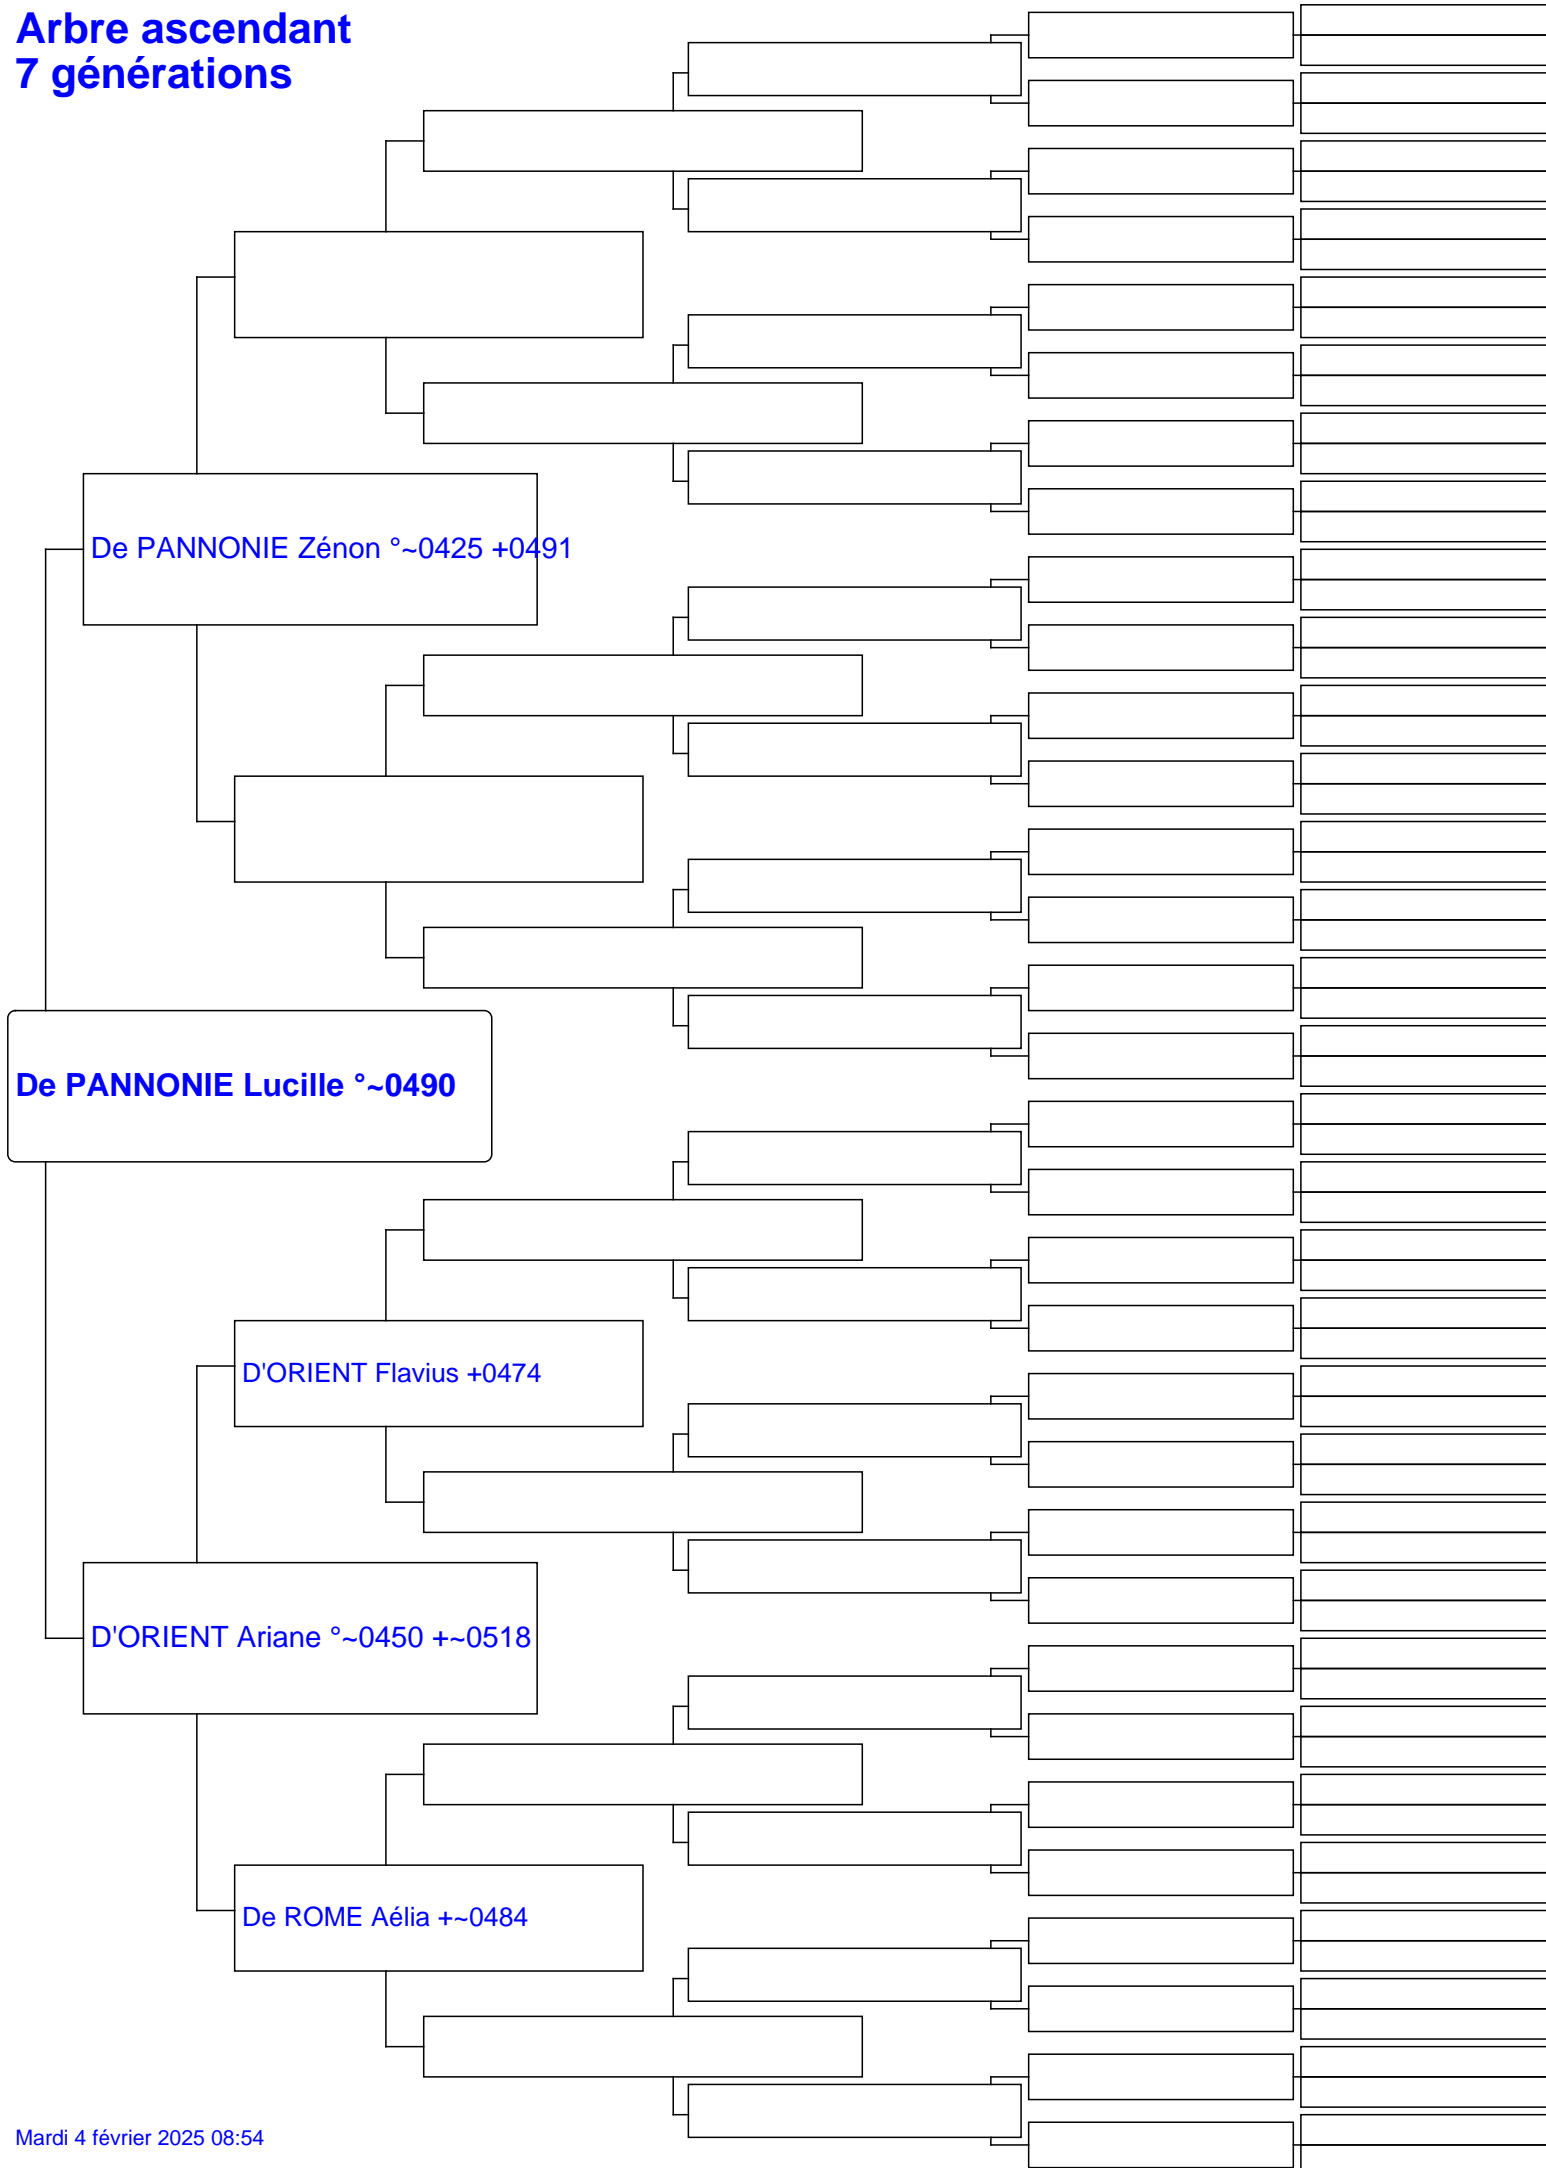 Arbre ascendant
7 générations
De PANNONIE Zénon °~0425 +0491
De PANNONIE Lucille °~0490
D'ORIENT Flavius +0474
D'ORIENT Ariane °~0450 +~0518
De ROME Aélia +~0484
Mardi 4 février 2025 08:54